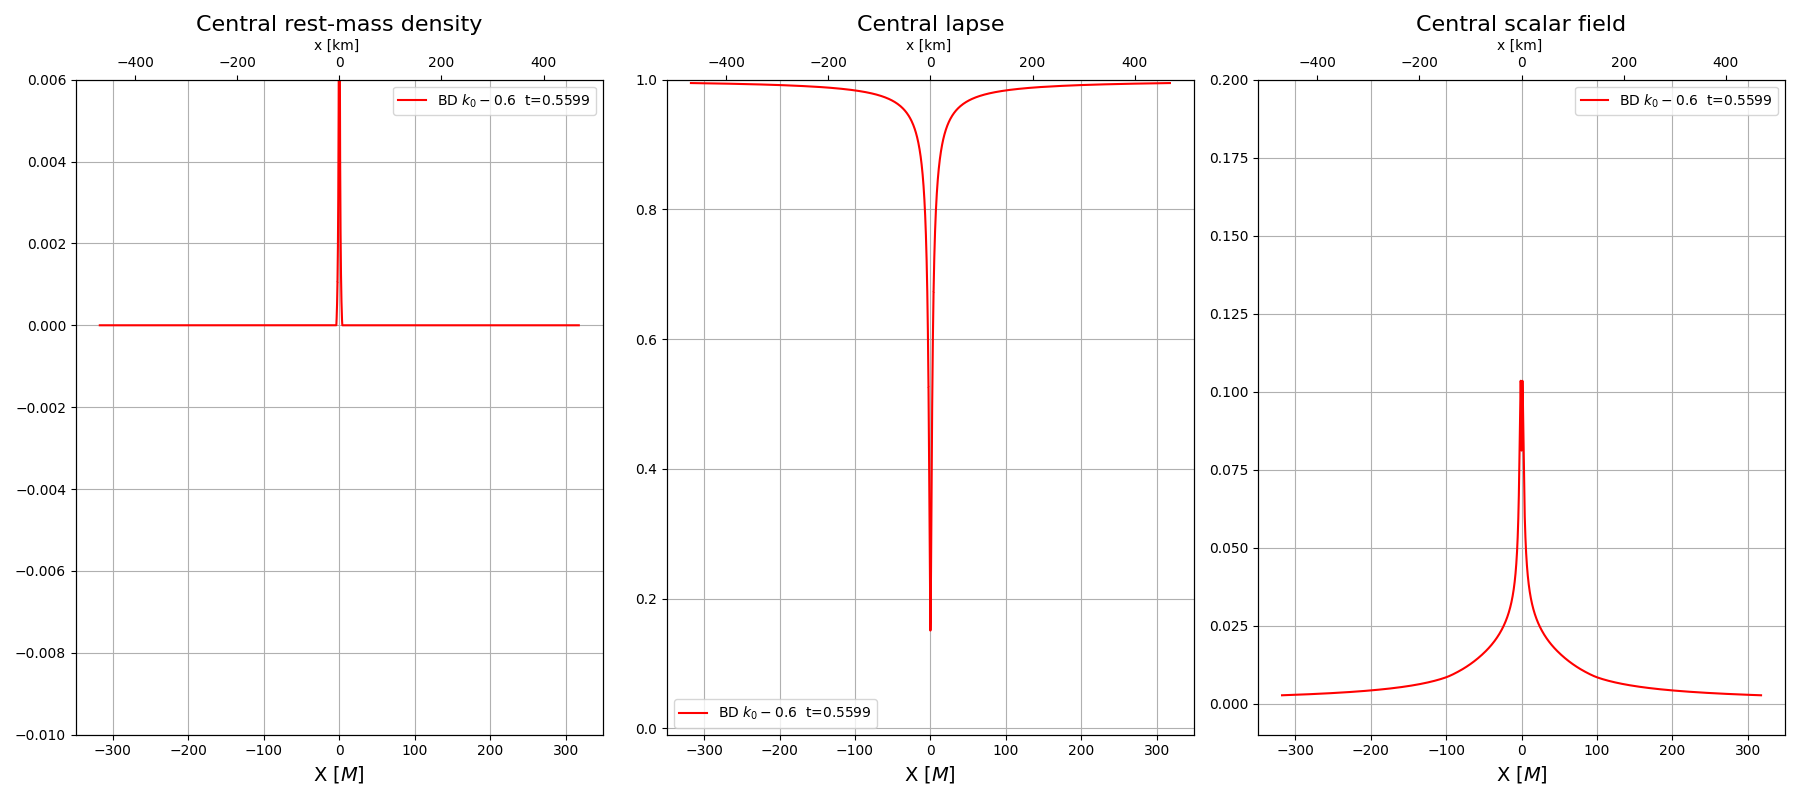 Central rest-mass density
x [km]
−400 −200 0 200 400
0.006
0.004
0.002
0.000
−0.002
−0.004
−0.006
−0.008
−0.010
BD k₀ − 0.6 t=0.5599
−300 −200 −100 0 100 200 300
X [M]
Central lapse
x [km]
−400 −200 0 200 400
1.0
0.8
0.6
0.4
0.2
0.0
BD k₀ − 0.6 t=0.5599
−300 −200 −100 0 100 200 300
X [M]
Central scalar field
x [km]
−400 −200 0 200 400
0.200
0.175
0.150
0.125
0.100
0.075
0.050
0.025
0.000
BD k₀ − 0.6 t=0.5599
−300 −200 −100 0 100 200 300
X [M]